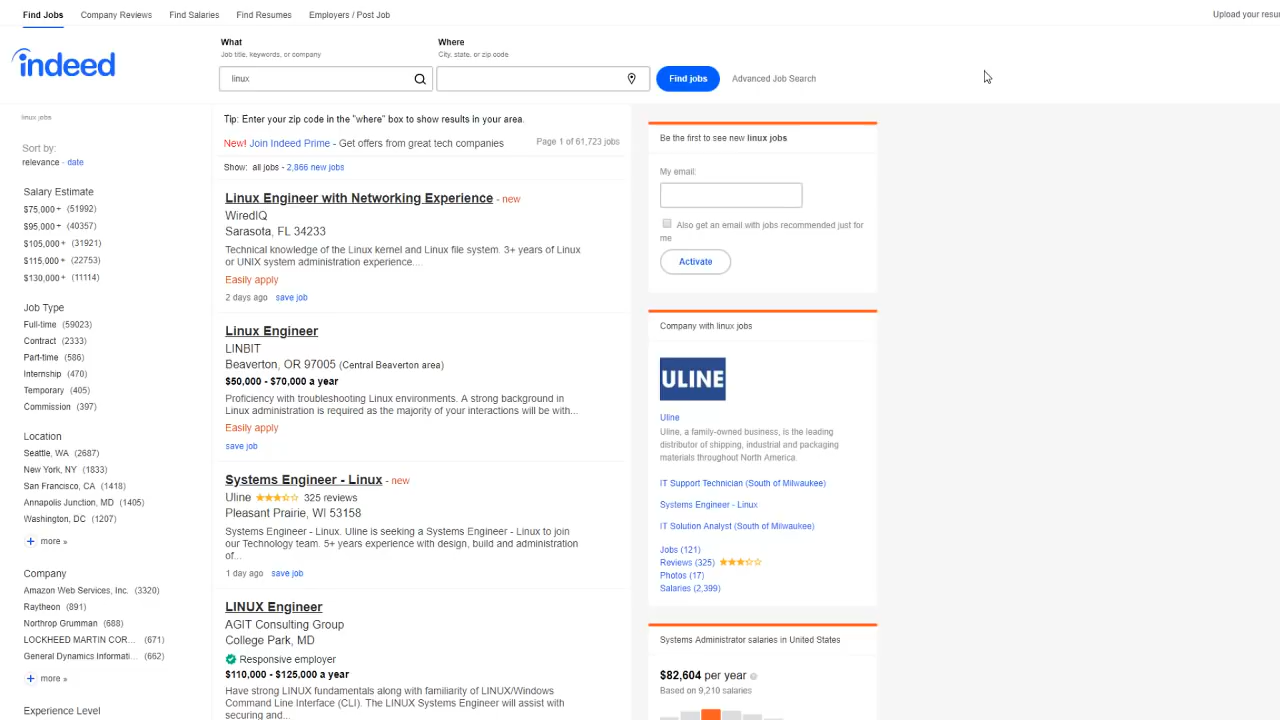 Find Jobs Company Reviews Find Salaries Find Resumes Employers / Post Job
Upload your resu
indeed
What
Job title, keywords, or company
Where
City, state, or zip code
linux
Find jobs
Advanced Job Search
linux jobs
Sort by:
relevance - date
Salary Estimate
$75,000+ (51992)
$95,000+ (40357)
$105,000+ (31921)
$115,000+ (22753)
$130,000+ (11114)
Job Type
Full-time (59023)
Contract (2333)
Part-time (586)
Internship (470)
Temporary (405)
Commission (397)
Location
Seattle, WA (2687)
New York, NY (1833)
San Francisco, CA (1418)
Annapolis Junction, MD (1405)
Washington, DC (1207)
+ more »
Company
Amazon Web Services, Inc. (3320)
Raytheon (891)
Northrop Grumman (688)
LOCKHEED MARTIN COR... (671)
General Dynamics Informati... (662)
+ more »
Experience Level
Tip: Enter your zip code in the "where" box to show results in your area.
New! Join Indeed Prime - Get offers from great tech companies
Page 1 of 61,723 jobs
Show: all jobs - 2,866 new jobs
Linux Engineer with Networking Experience - new
WiredIQ
Sarasota, FL 34233
Technical knowledge of the Linux kernel and Linux file system. 3+ years of Linux
or UNIX system administration experience....
Easily apply
2 days ago save job
Linux Engineer
LINBIT
Beaverton, OR 97005 (Central Beaverton area)
$50,000 - $70,000 a year
Proficiency with troubleshooting Linux environments. A strong background in
Linux administration is required as the majority of your interactions will be with...
Easily apply
save job
Systems Engineer - Linux - new
Uline 325 reviews
Pleasant Prairie, WI 53158
Systems Engineer - Linux. Uline is seeking a Systems Engineer - Linux to join
our Technology team. 5+ years experience with design, build and administration
of...
1 day ago save job
LINUX Engineer
AGIT Consulting Group
College Park, MD
Responsive employer
$110,000 - $125,000 a year
Have strong LINUX fundamentals along with familiarity of LINUX/Windows
Command Line Interface (CLI). The LINUX Systems Engineer will assist with
securing and...
Be the first to see new linux jobs
My email:
Also get an email with jobs recommended just for
me
Activate
Company with linux jobs
ULINE
Uline
Uline, a family-owned business, is the leading
distributor of shipping, industrial and packaging
materials throughout North America.
IT Support Technician (South of Milwaukee)
Systems Engineer - Linux
IT Solution Analyst (South of Milwaukee)
Jobs (121)
Reviews (325)
Photos (17)
Salaries (2,399)
Systems Administrator salaries in United States
$82,604 per year
Based on 9,210 salaries